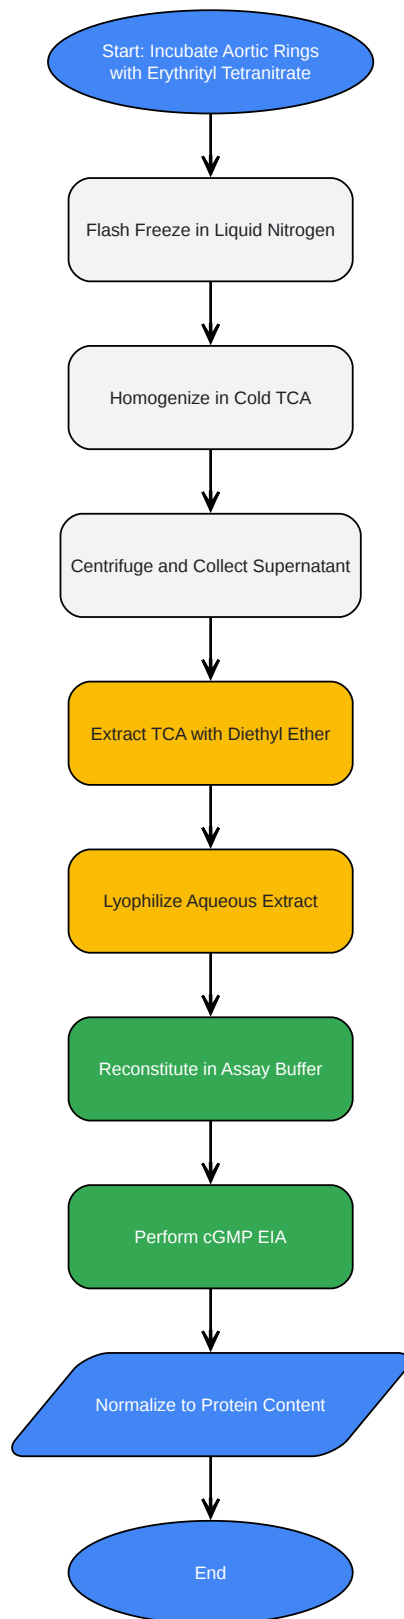 Start: Incubate Aortic Rings
with Erythrityl Tetranitrate
Flash Freeze in Liquid Nitrogen
Homogenize in Cold TCA
Centrifuge and Collect Supernatant
Extract TCA with Diethyl Ether
Lyophilize Aqueous Extract
Reconstitute in Assay Buffer
Perform cGMP EIA
Normalize to Protein Content
End